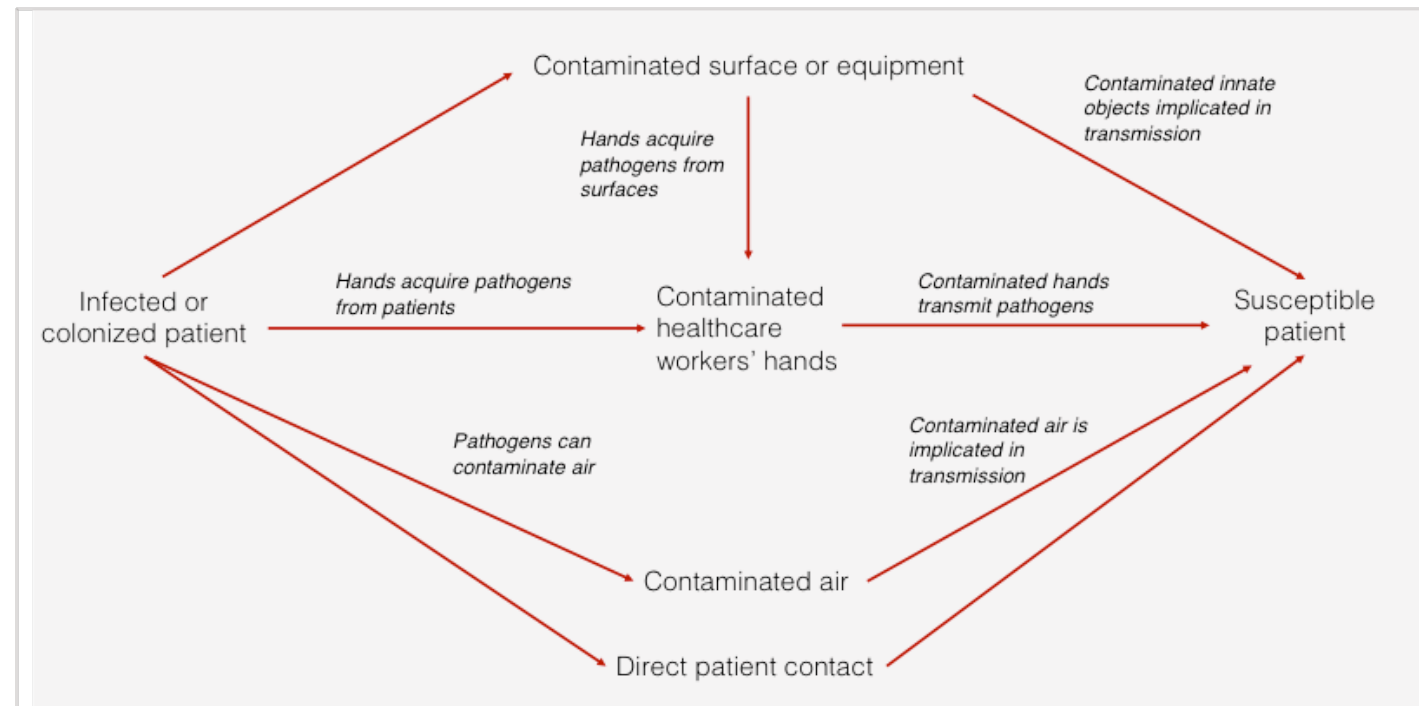 Contaminated surface or equipment
Contaminated innate
objects implicated in
transmission
Hands acquire
pathogens from
surfaces
Infected or
colonized patient
Hands acquire pathogens
from patients
Contaminated
healthcare
workers’ hands
Contaminated hands
transmit pathogens
Susceptible
patient
Pathogens can
contaminate air
Contaminated air is
implicated in
transmission
Contaminated air
Direct patient contact